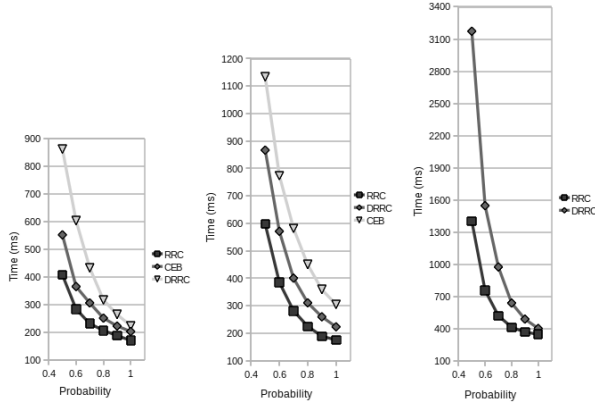 900
800
700
600
500
400
300
200
100
0.4 0.6 0.8 1
Time (ms)
Probability
RRC
CEB
DRRC
1200
1100
1000
900
800
700
600
500
400
300
200
100
0.4 0.6 0.8 1
Time (ms)
Probability
RRC
DRRC
CEB
3400
3100
2800
2500
2200
1900
1600
1300
1000
700
400
100
0.4 0.6 0.8 1
Time (ms)
Probability
RRC
DRRC